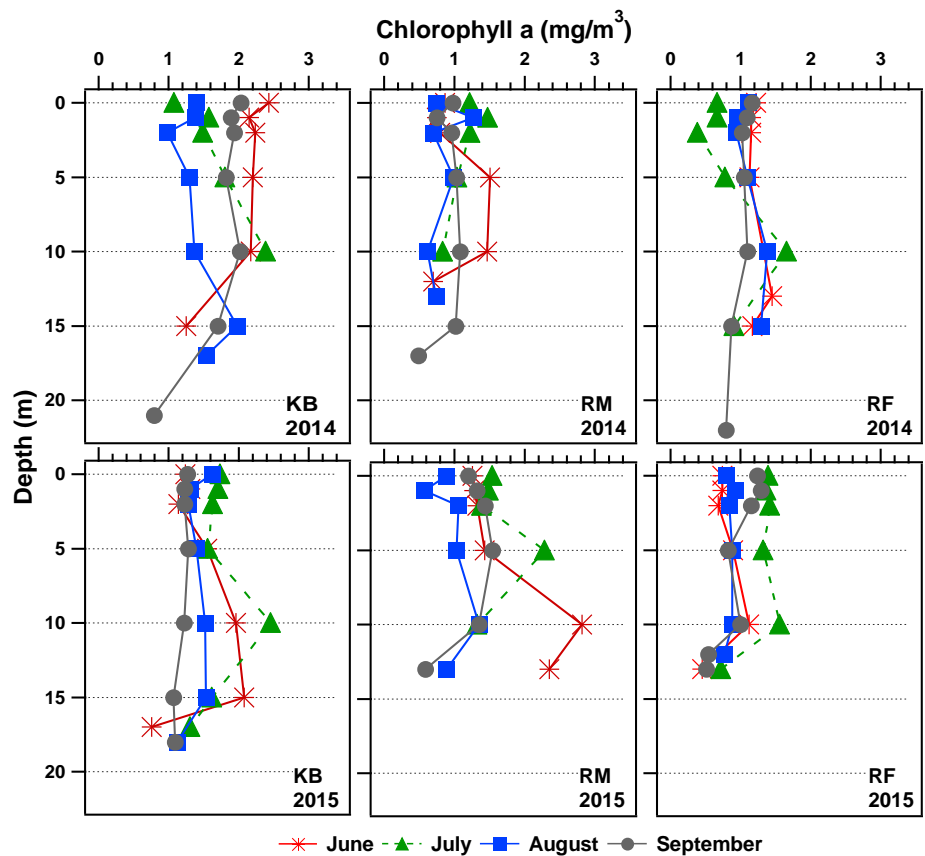 Chlorophyll a (mg/m³)
0 1 2 3 0 1 2 3 0 1 2 3
Depth (m)
0
5
10
15
20
KB
2014
RM
2014
RF
2014
0
5
10
15
20
KB
2015
RM
2015
RF
2015
June July August September